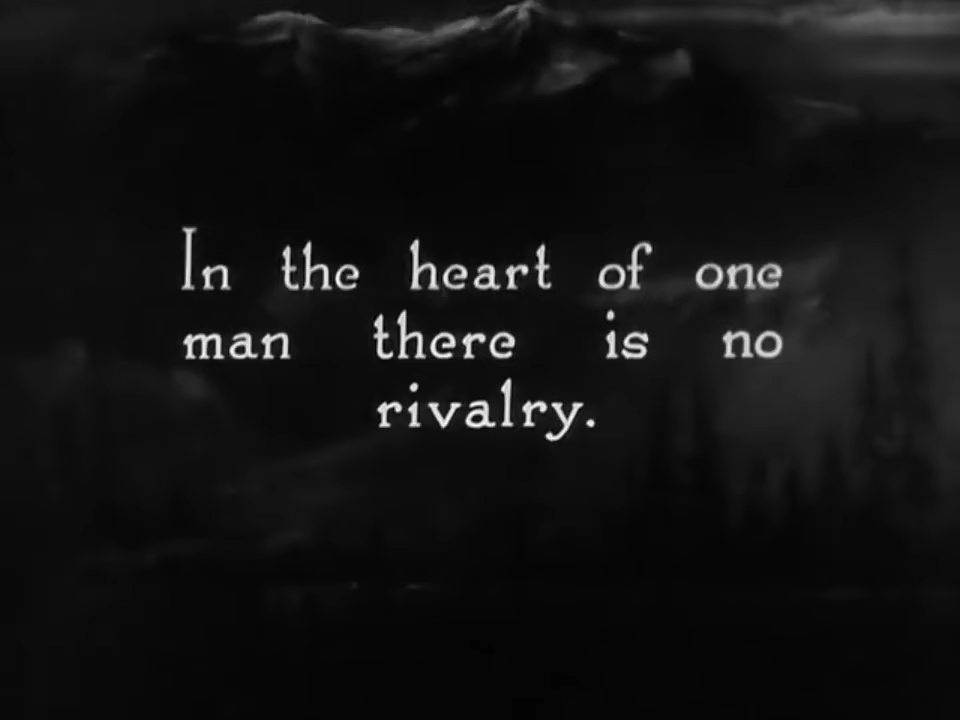 In the heart of one
man there is no
rivalry.